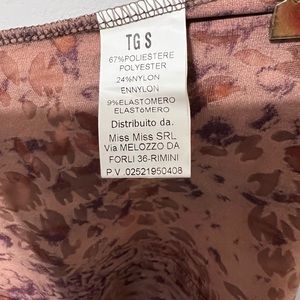 TG S
67%POLIESTERE
POLYESTER
24%NYLON
ENNYLON
9%ELASTOMERO
ELASTÓMERO
Distribuito da.
Miss Miss SRL
Via MELOZZO DA
FORLI 36-RIMINI
P.V 02521950408